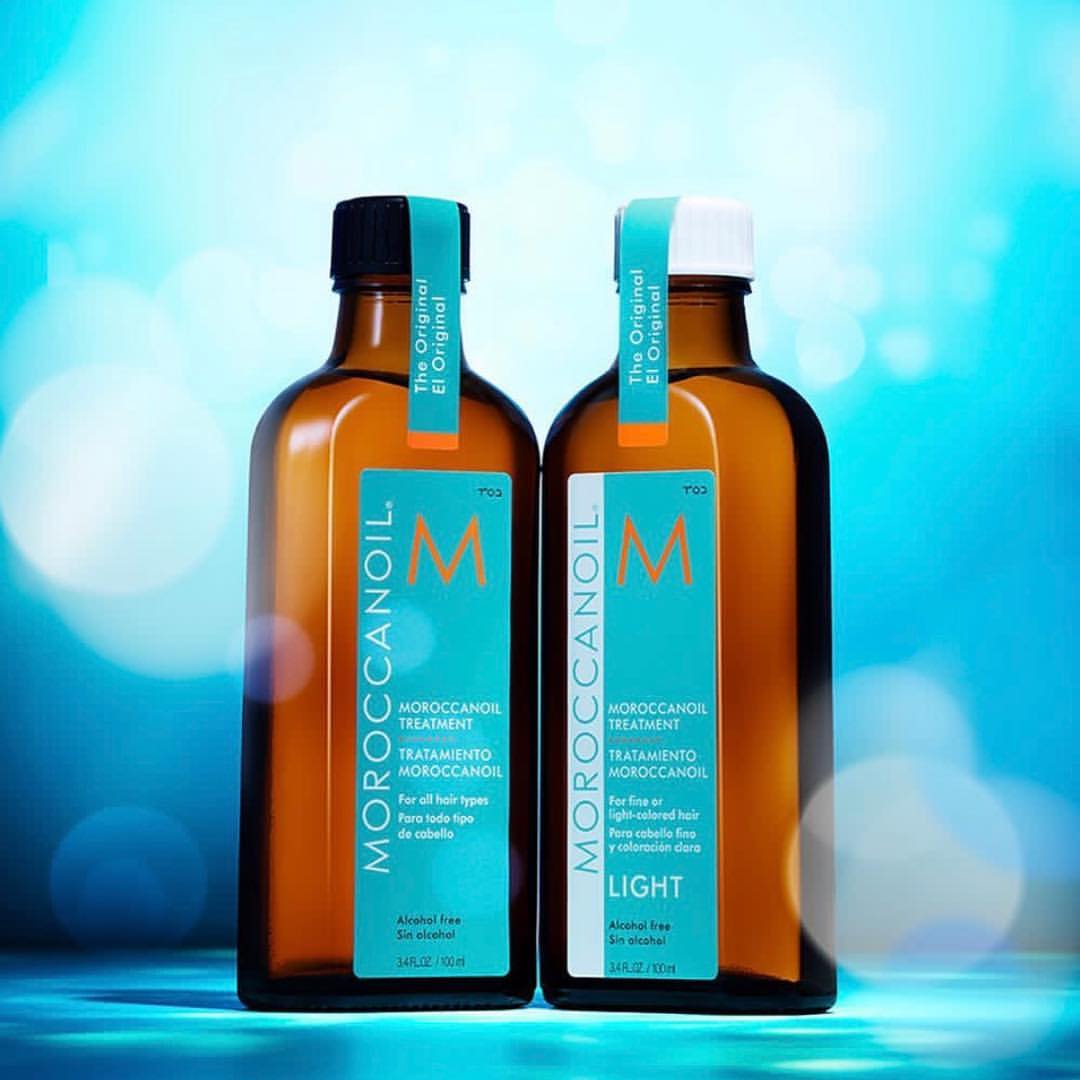 The Original
El Original
MOROCCANOIL®
M
MOROCCANOIL
TREATMENT
TRATAMIENTO
MOROCCANOIL
For all hair types
Para todo tipo
de cabello
Alcohol free
Sin alcohol
3.4 FL.OZ. / 100 ml
The Original
El Original
MOROCCANOIL®
M
MOROCCANOIL
TREATMENT
TRATAMIENTO
MOROCCANOIL
For fine or
light-colored hair
Para cabello fino
y coloración clara
LIGHT
Alcohol free
Sin alcohol
3.4 FL.OZ. / 100 ml